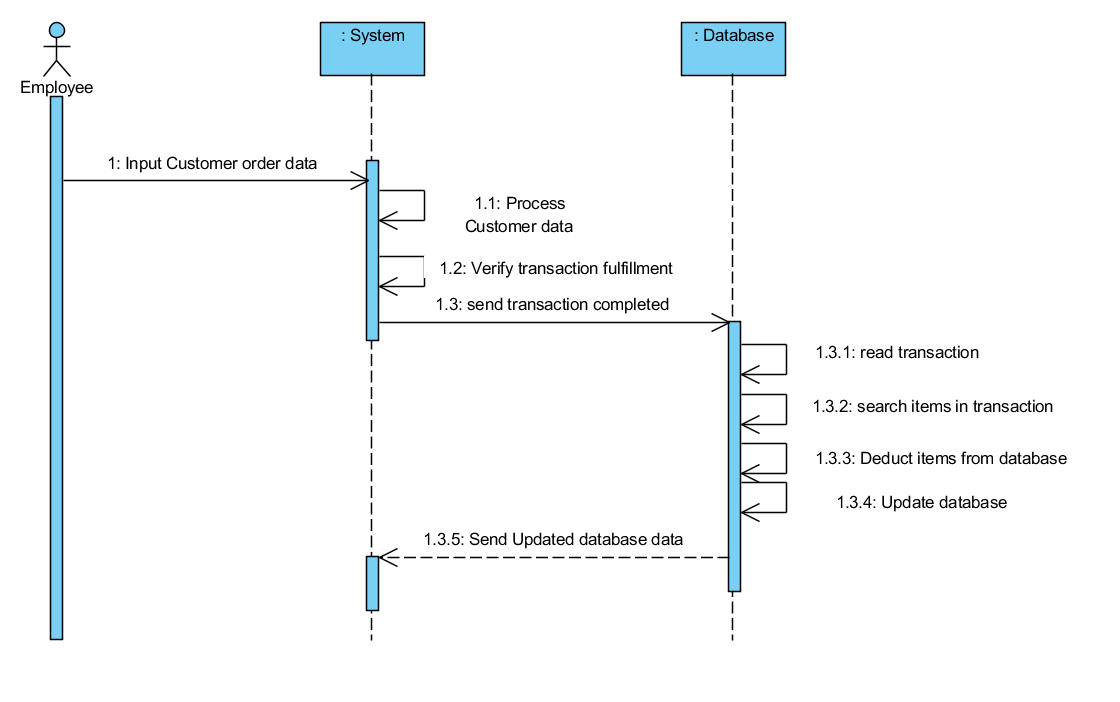 : System
: Database
Employee
1: Input Customer order data
1.1: Process
Customer data
1.2: Verify transaction fulfillment
1.3: send transaction completed
1.3.1: read transaction
1.3.2: search items in transaction
1.3.3: Deduct items from database
1.3.4: Update database
1.3.5: Send Updated database data